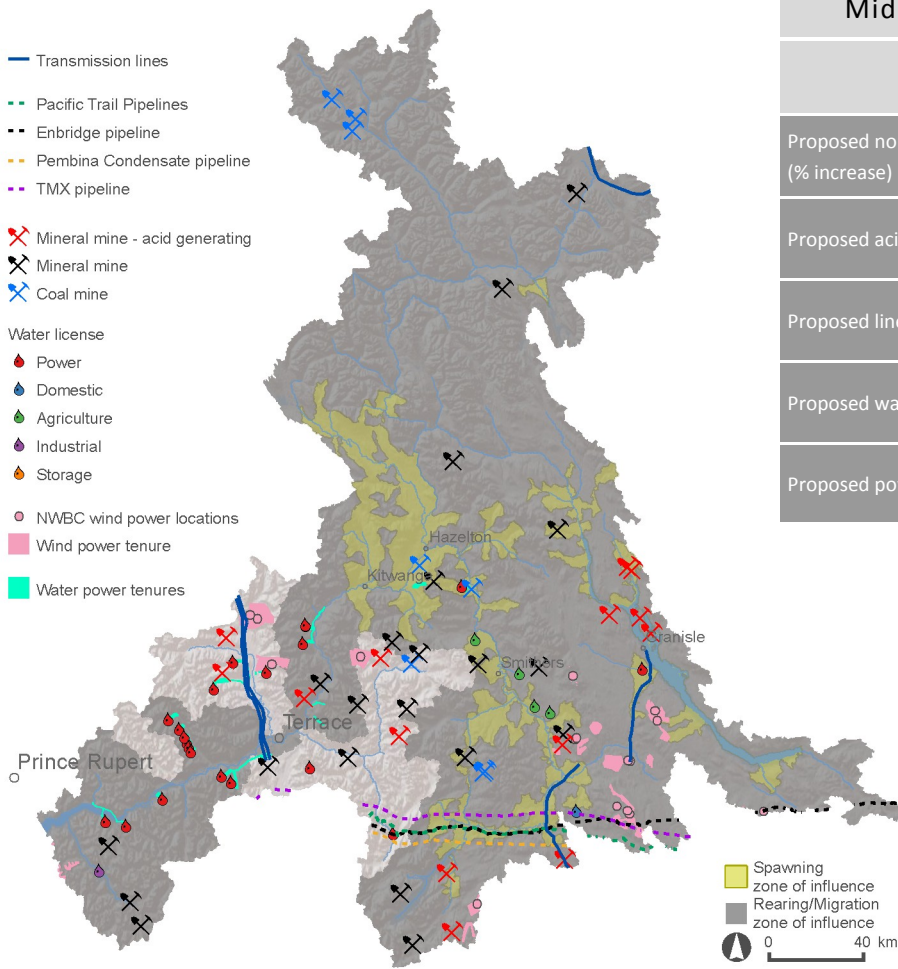 Mid
Transmission lines
Pacific Trail Pipelines
Enbridge pipeline
Pembina Condensate pipeline
TMX pipeline
Mineral mine - acid generating
Mineral mine
Coal mine
Water license
Power
Domestic
Agriculture
Industrial
Storage
NWBC wind power locations
Wind power tenure
Water power tenures
Proposed no
(% increase)
Proposed aci
Proposed line
Proposed wa
Proposed po
Hazelton
Kitwanga
Granisle
Smithers
Terrace
Prince Rupert
Spawning
zone of influence
Rearing/Migration
zone of influence
0 40 km